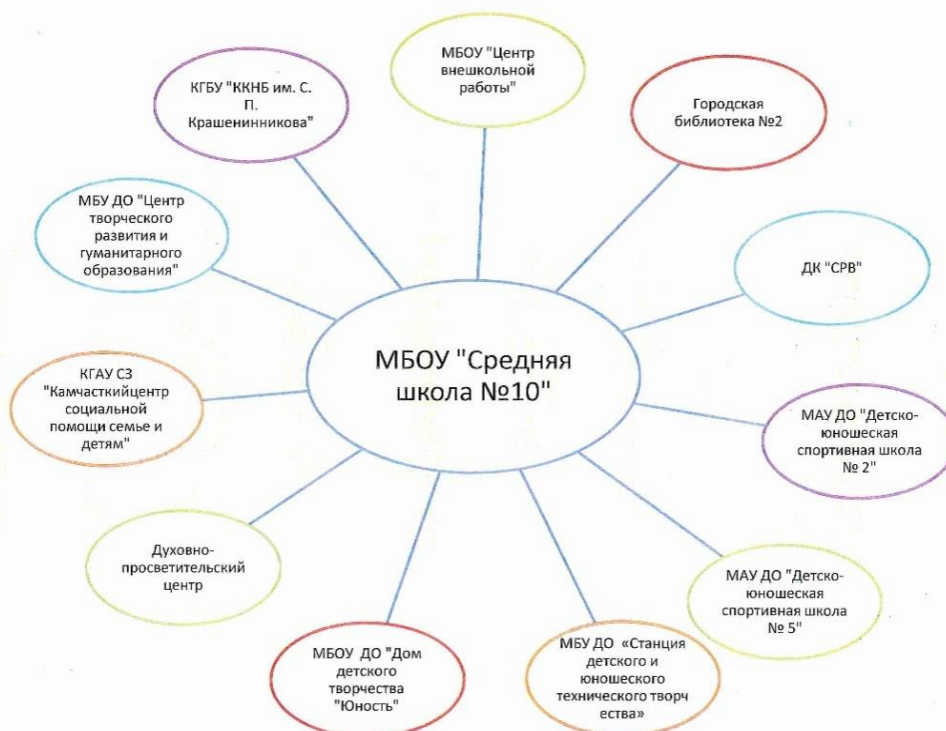 МБОУ "Центр
внешкольной
работы"
Городская
библиотека №2
ДК "СРВ"
МАУ ДО "Детско-
юношеская
спортивная школа
№ 2"
МАУ ДО "Детско-
юношеская
спортивная школа
№ 5"
МБУ ДО «Станция
детского и
юношеского
технического творч
ества»
МБОУ ДО "Дом
детского
творчества
"Юность"
Духовно-
просветительский
центр
КГАУ СЗ
"Камчасткийцентр
социальной
помощи семье и
детям"
МБУ ДО "Центр
творческого
развития и
гуманитарного
образования"
КГБУ "ККНБ им. С.
П.
Крашенинникова"
МБОУ "Средняя
школа №10"